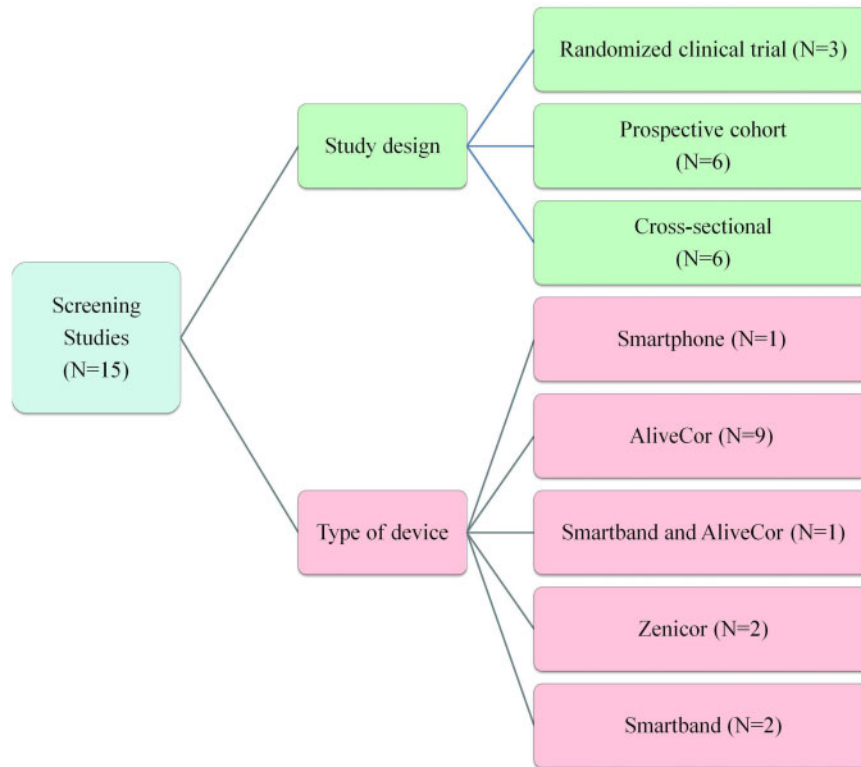 Randomized clinical trial (N=3)
Study design
Prospective cohort
(N=6)
Cross-sectional
(N=6)
Screening
Studies
(N=15)
Smartphone (N=1)
AliveCor (N=9)
Type of device
Smartband and AliveCor (N=1)
Zenicor (N=2)
Smartband (N=2)